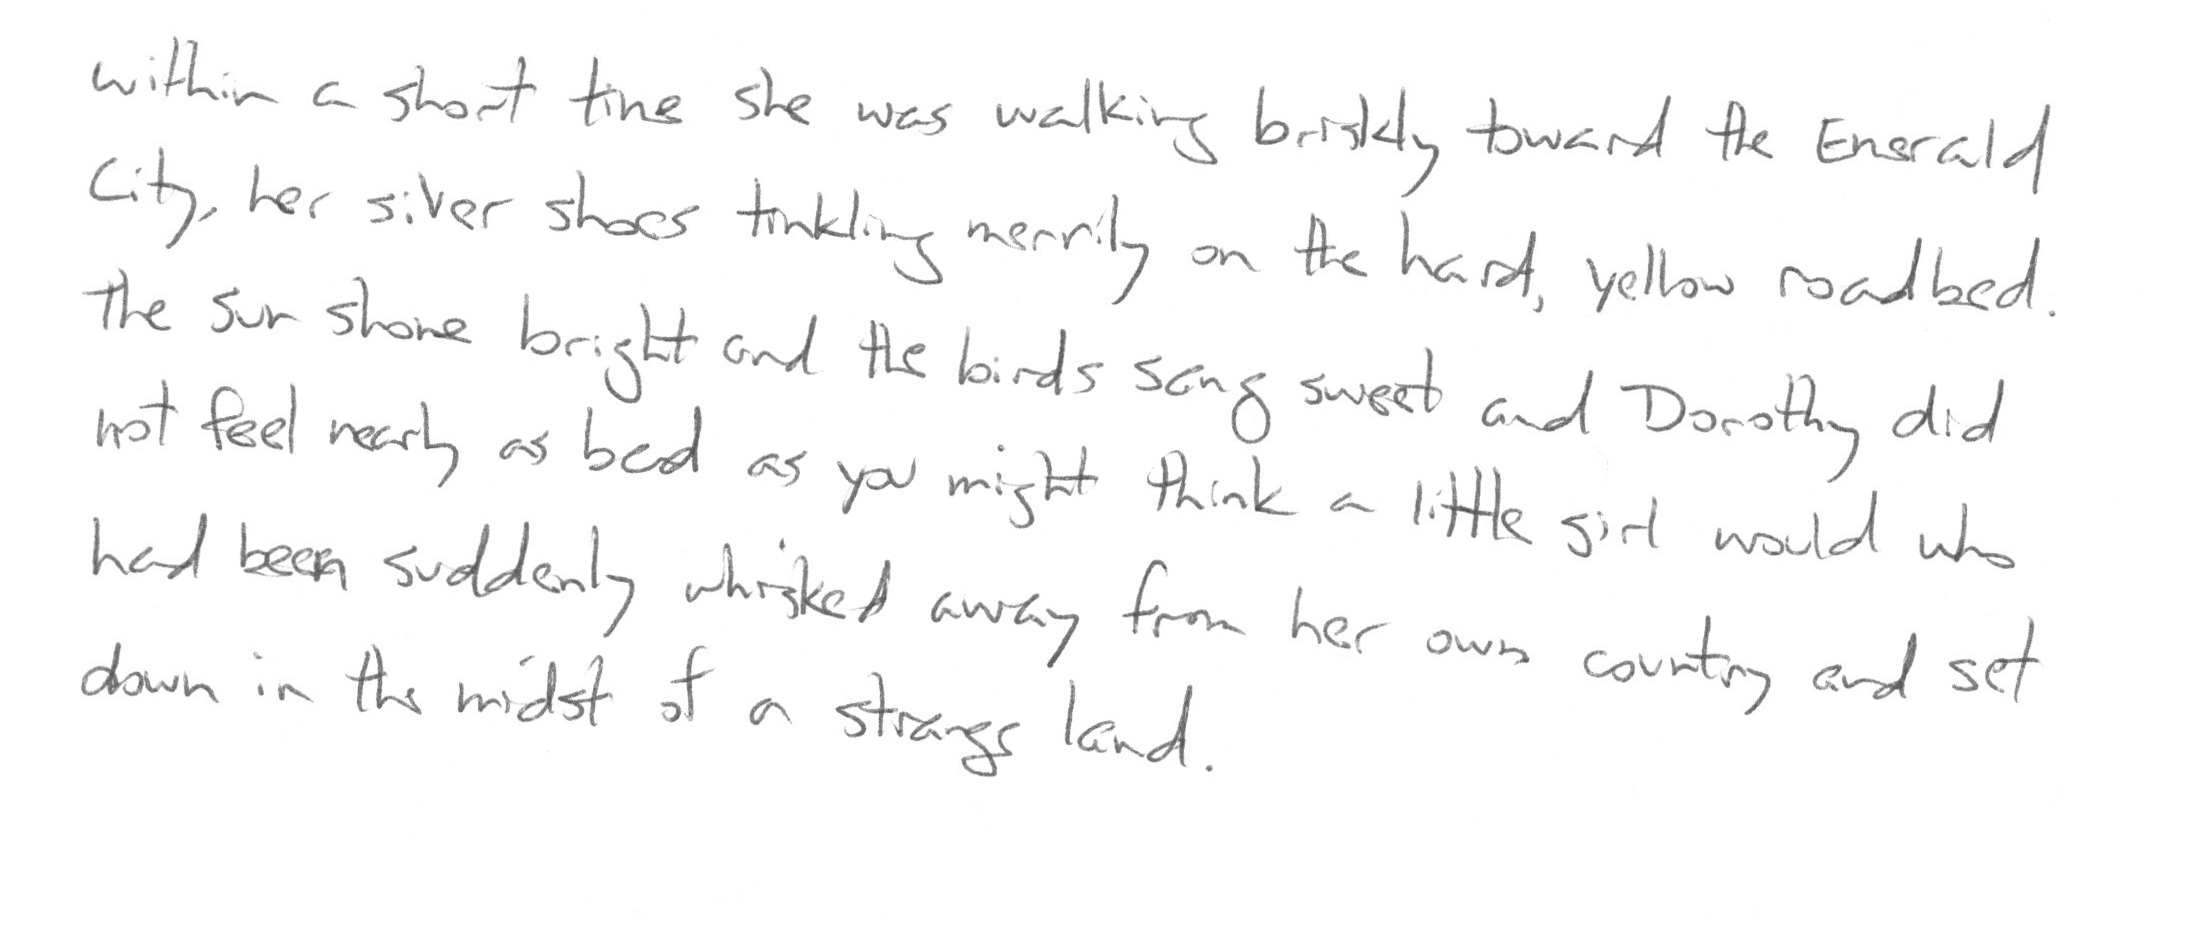 within a short time she was walking briskly toward the Emerald
City, her silver shoes tinkling merrily on the hard, yellow roadbed.
The sun shone bright and the birds sang sweet and Dorothy did
not feel nearly as bad as you might think a little girl would who
had been suddenly whisked away from her own country and set
down in the midst of a strange land.